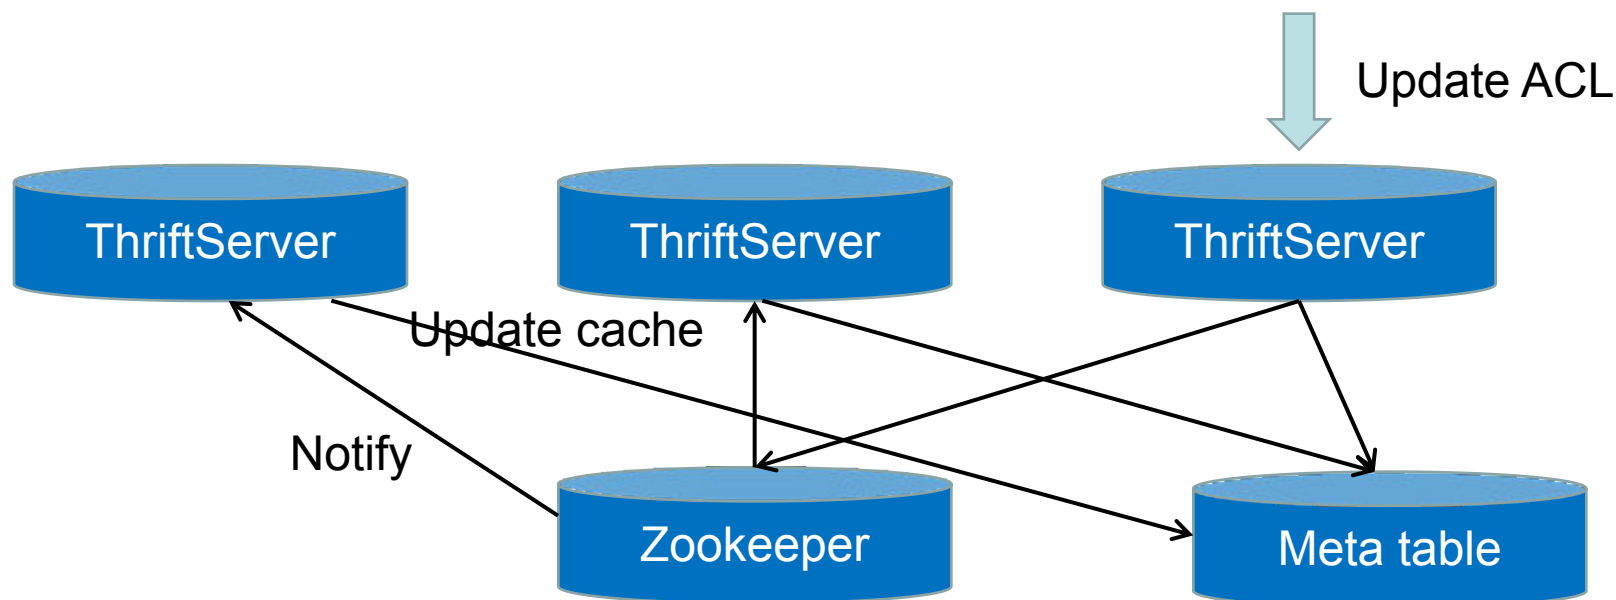 Update ACL
ThriftServer
ThriftServer
ThriftServer
Update cache
Notify
Zookeeper
Meta table